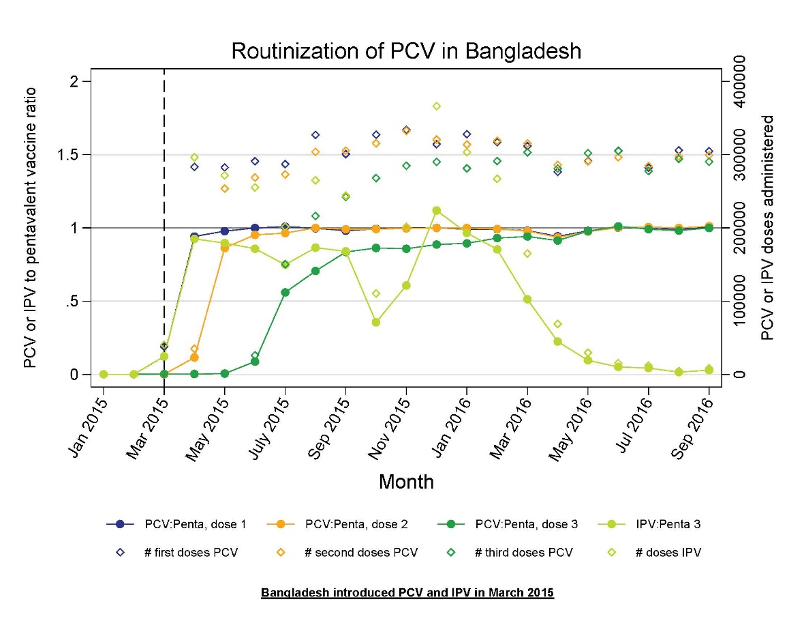 Routinization of PCV in Bangladesh
PCV or IPV to pentavalent vaccine ratio
2
1.5
1
.5
0
400000
300000
200000
100000
0
PCV or IPV doses administered
Jan 2015
Mar 2015
May 2015
July 2015
Sep 2015
Nov 2015
Jan 2016
Mar 2016
May 2016
Jul 2016
Sep 2016
Month
PCV:Penta, dose 1
PCV:Penta, dose 2
PCV:Penta, dose 3
IPV:Penta 3
# first doses PCV
# second doses PCV
# third doses PCV
# doses IPV
Bangladesh introduced PCV and IPV in March 2015